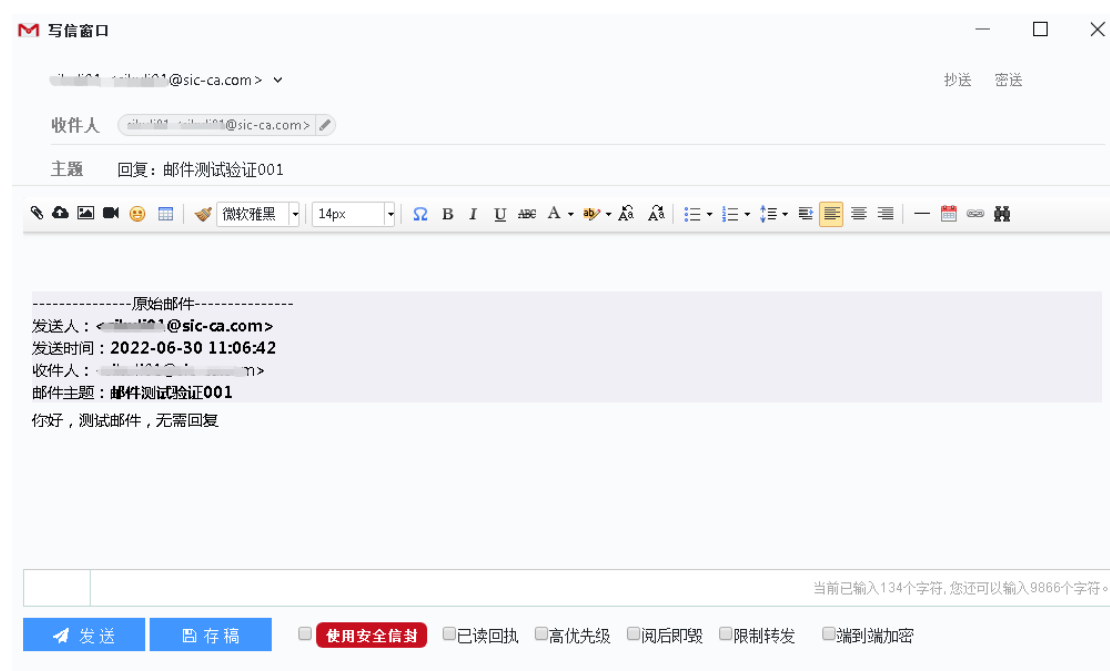 写信窗口
@sic-ca.com>
抄送 密送
收件人 @sic-ca.com>
主题 回复：邮件测试验证001
微软雅黑 14px Ω B I U ABC A ab
---------------原始邮件---------------
发送人：<@sic-ca.com>
发送时间：2022-06-30 11:06:42
收件人：
邮件主题：邮件测试验证001
你好，测试邮件，无需回复
当前已输入134个字符, 您还可以输入9866个字符。
发送 存稿 使用安全信封 已读回执 高优先级 阅后即毁 限制转发 端到端加密